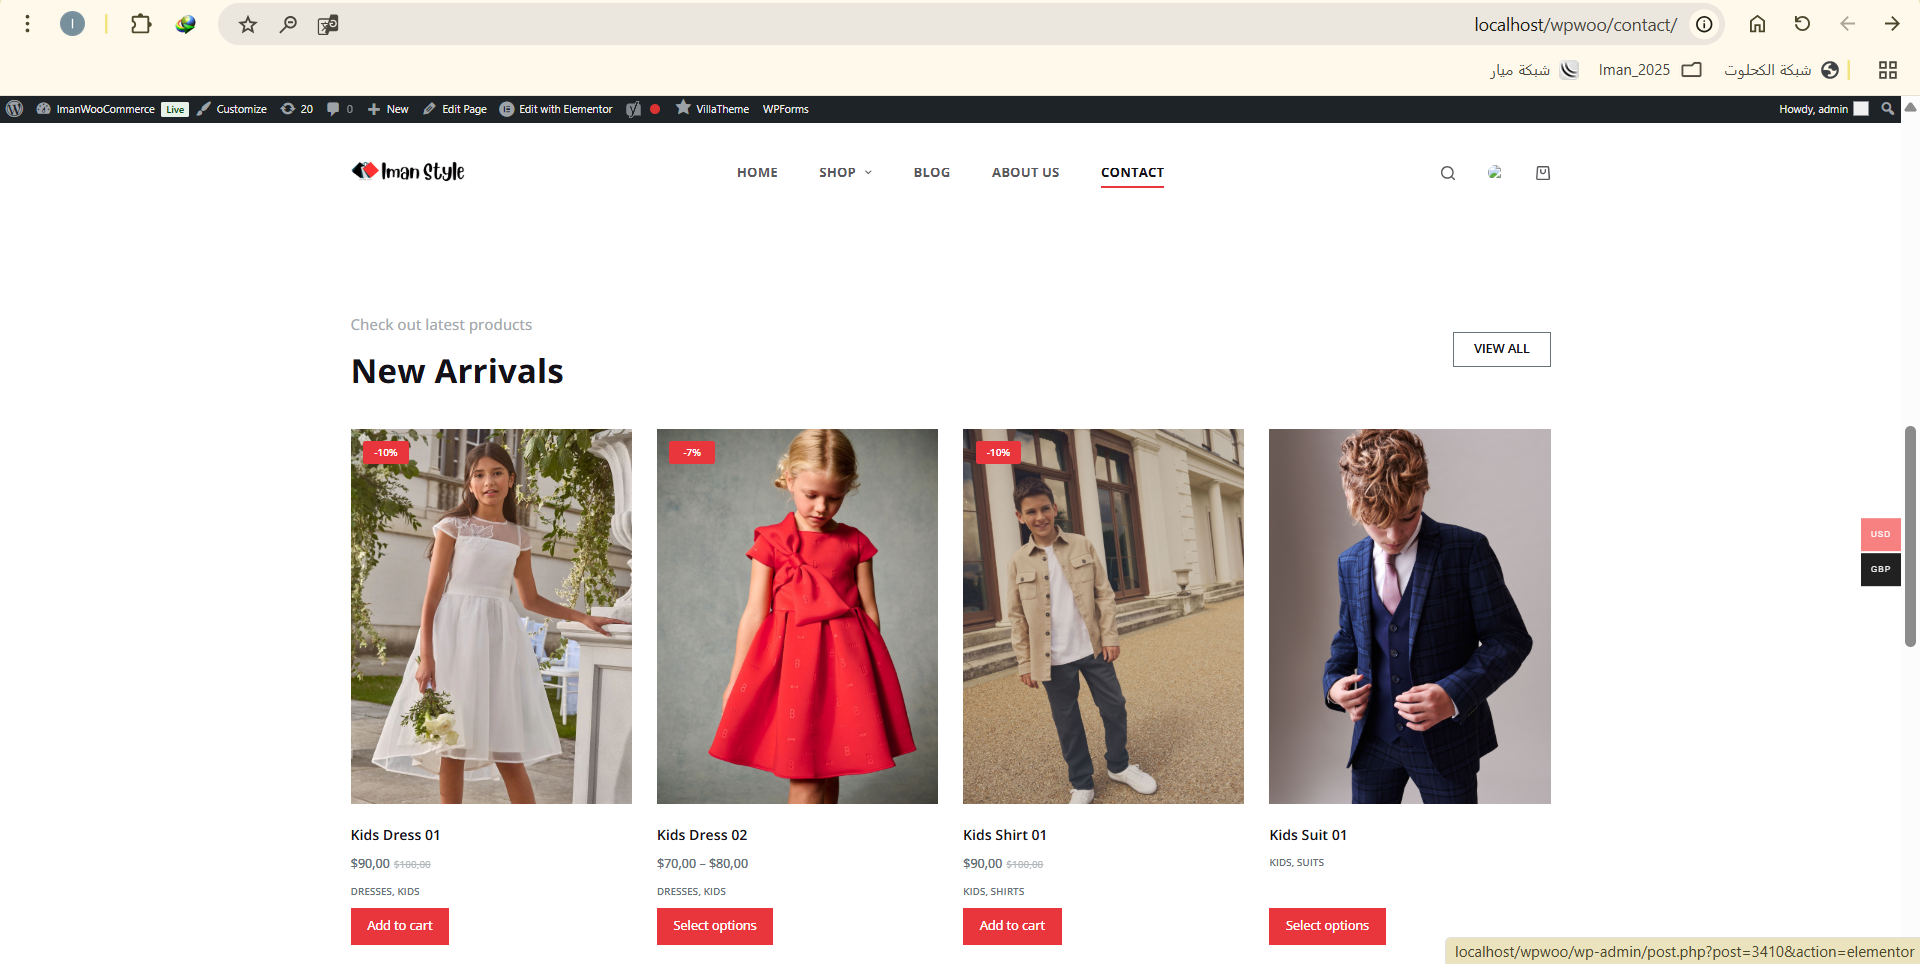 localhost/wpwoo/contact/
شبكة الكحلوت
Iman_2025
شبكة ميار
ImanWooCommerce Live Customize 20 0 New Edit Page Edit with Elementor VillaTheme WPForms Howdy, admin
Iman Style
HOME SHOP BLOG ABOUT US CONTACT
Check out latest products
New Arrivals
VIEW ALL
-10%
-7%
-10%
USD
GBP
Kids Dress 01
$90,00 $100,00
DRESSES, KIDS
Add to cart
Kids Dress 02
$70,00 – $80,00
DRESSES, KIDS
Select options
Kids Shirt 01
$90,00 $100,00
KIDS, SHIRTS
Add to cart
Kids Suit 01
KIDS, SUITS
Select options
localhost/wpwoo/wp-admin/post.php?post=3410&action=elementor